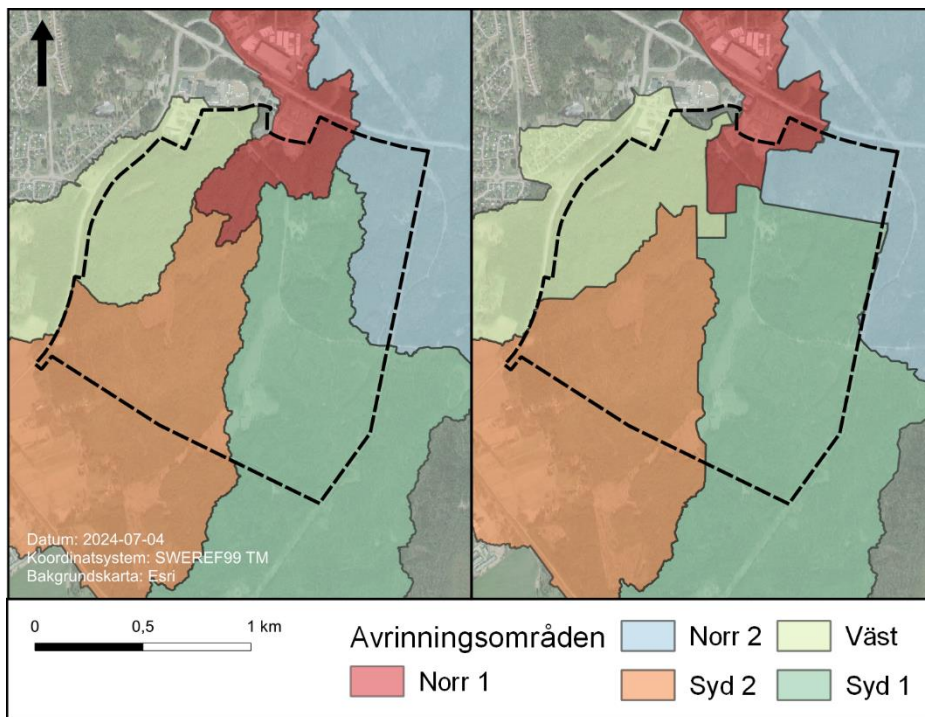 Datum: 2024-07-04
Koordinatsystem: SWEREF99 TM
Bakgrundskarta: Esri
0 0,5 1 km
Avrinningsområden
Norr 1
Norr 2
Väst
Syd 2
Syd 1